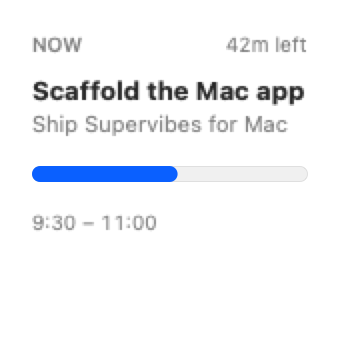 NOW 42m left
Scaffold the Mac app
Ship Supervibes for Mac
9:30 – 11:00